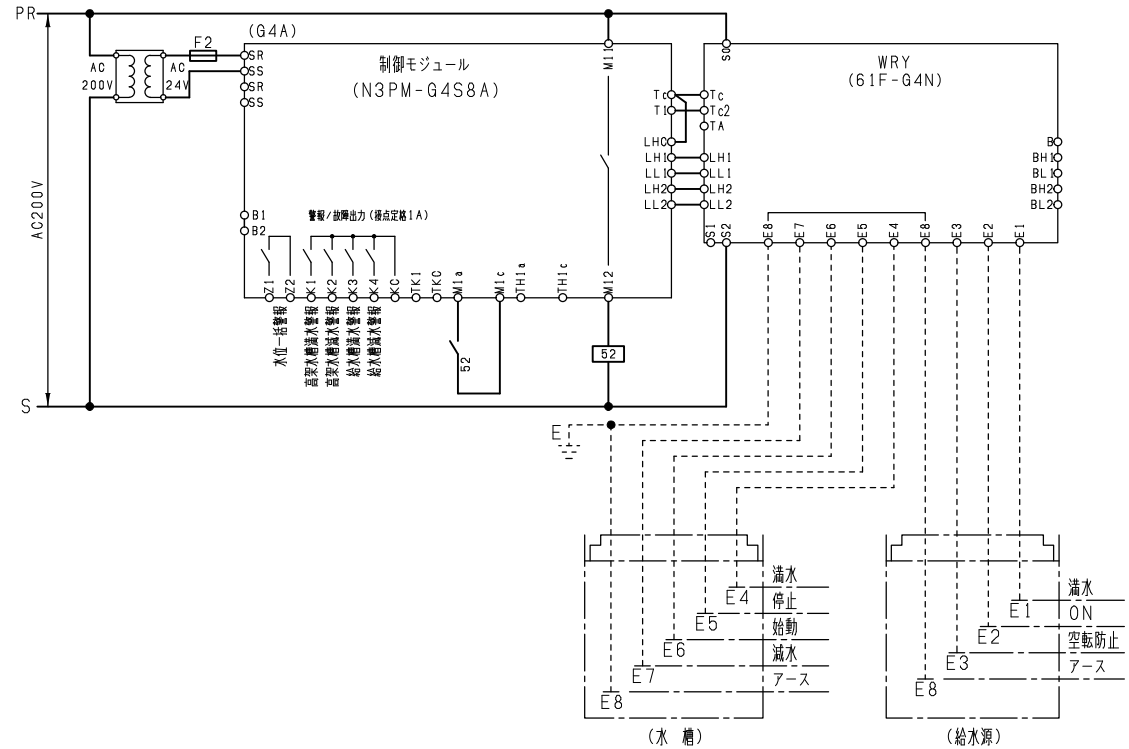 PR
(G4A)
F2
AC
200V
AC
24V
SR
SS
SR
SS
制御モジュール
(N3PM-G4S8A)
M11
S0
WRY
(61F-G4N)
Tc
T1
LHC
LH1
LL1
LH2
LL2
Tc
Tc2
TA
LH1
LL1
LH2
LL2
B
BH1
BL1
BH2
BL2
AC200V
B1
B2
警報/故障出力(接点定格1A)
Z1
Z2
K1
K2
K3
K4
KC
TK1
TKC
M1a
M1c
TH1a
TH1c
M12
S1
S2
E8
E7
E6
E5
E4
E8
E3
E2
E1
水位一括警報
高架水槽満水警報
高架水槽減水警報
給水槽満水警報
給水槽減水警報
52
52
S
E
満水
E4
停止
E5
始動
E6
減水
E7
アース
E8
(水 槽)
満水
E1
ON
E2
空転防止
E3
アース
E8
(給水源)